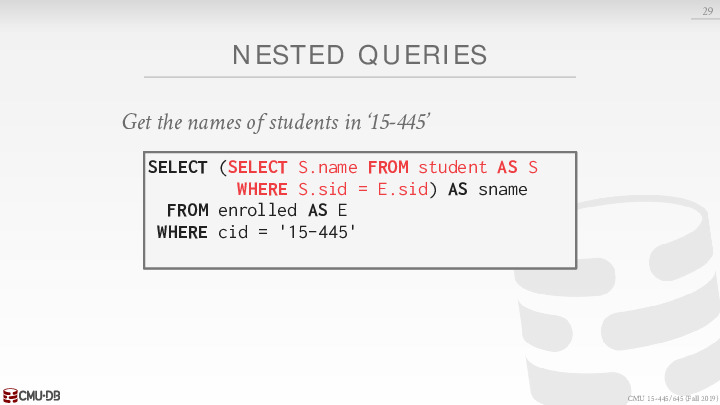 29
NESTED QUERIES
Get the names of students in ‘15-445’
SELECT (SELECT S.name FROM student AS S
WHERE S.sid = E.sid) AS sname
FROM enrolled AS E
WHERE cid = '15-445'
CMU·DB
CMU 15-445/645 (Fall 2019)